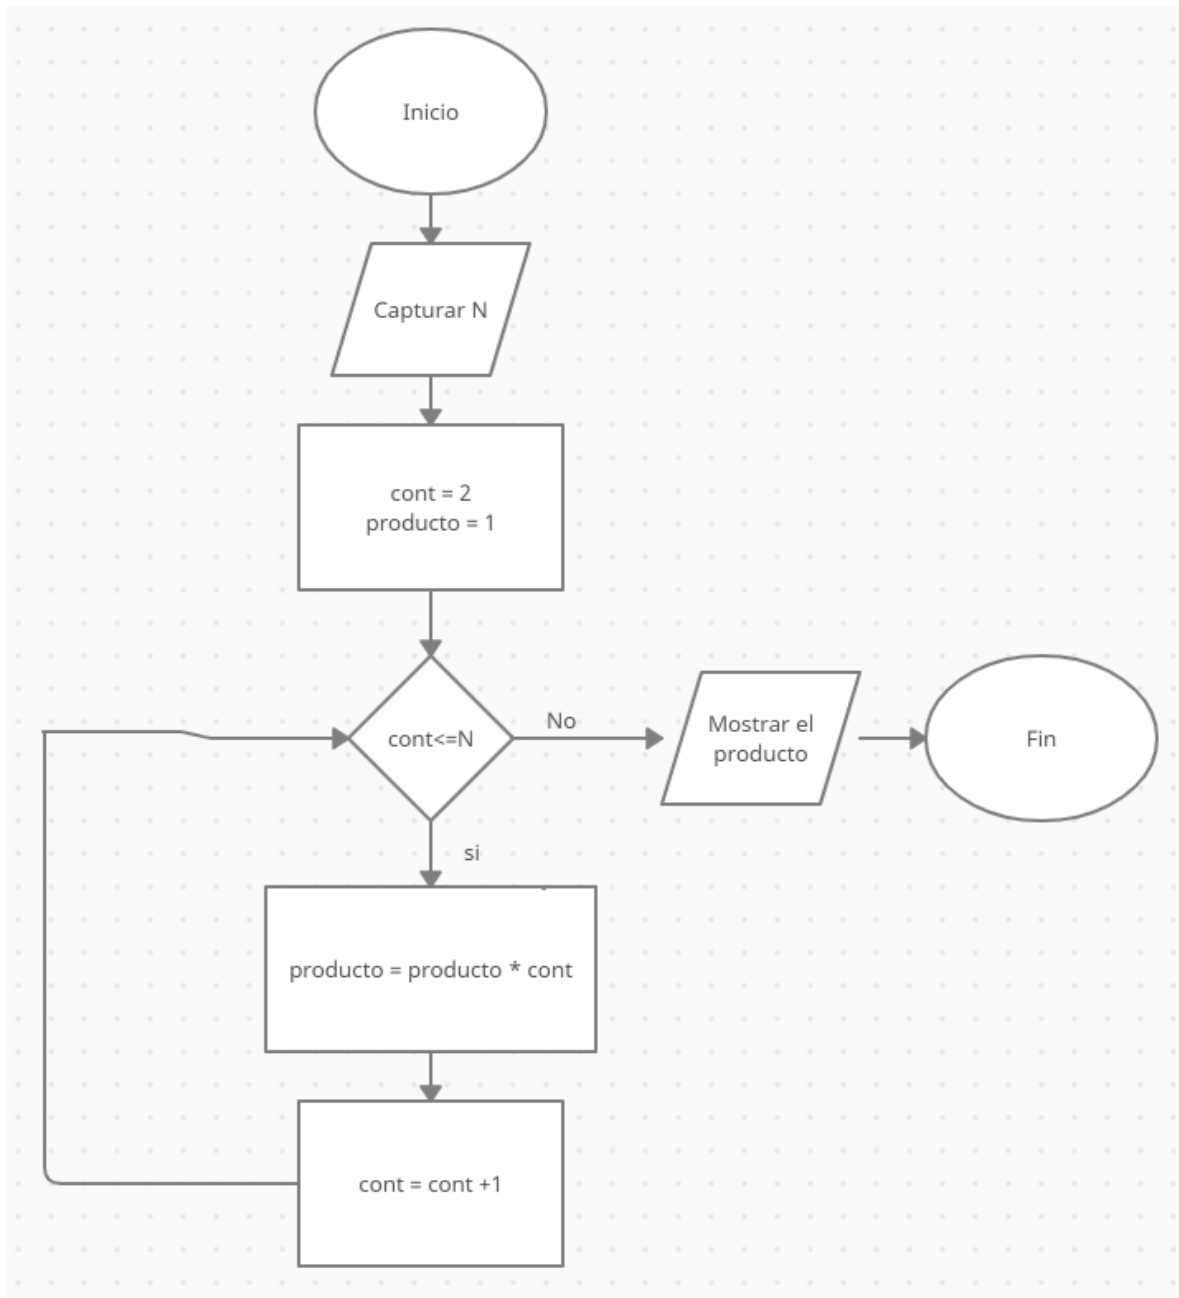 Inicio
Capturar N
cont = 2
producto = 1
cont<=N
No
Mostrar el
producto
Fin
si
producto = producto * cont
cont = cont +1